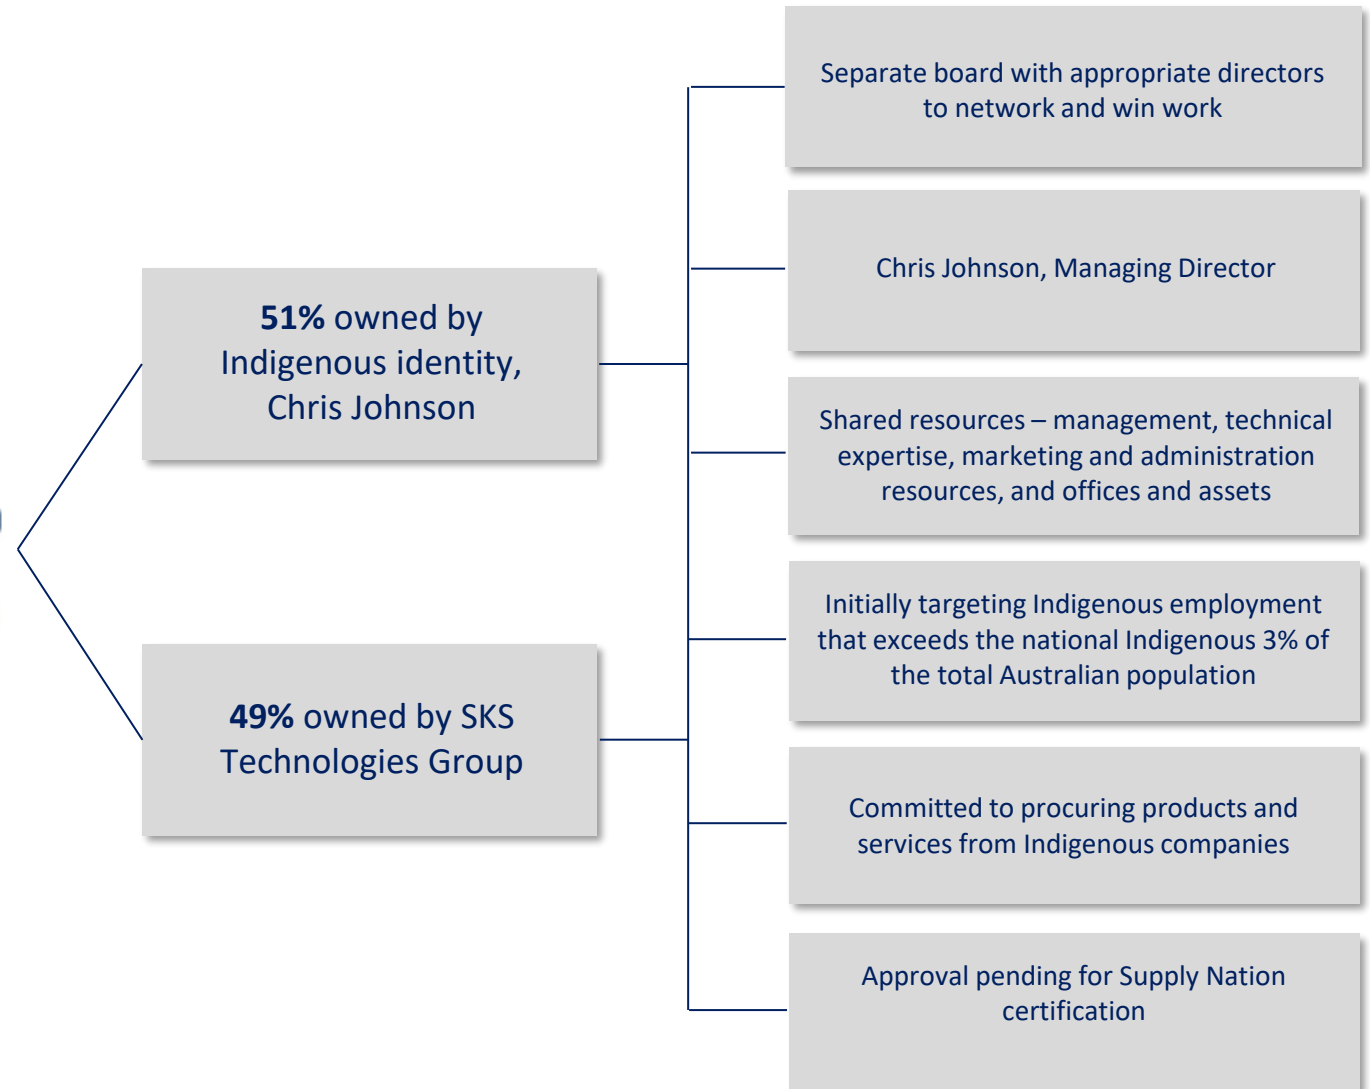 Separate board with appropriate directors
to network and win work
Chris Johnson, Managing Director
51% owned by
Indigenous identity,
Chris Johnson
Shared resources – management, technical
expertise, marketing and administration
resources, and offices and assets
Initially targeting Indigenous employment
that exceeds the national Indigenous 3% of
the total Australian population
49% owned by SKS
Technologies Group
Committed to procuring products and
services from Indigenous companies
Approval pending for Supply Nation
certification